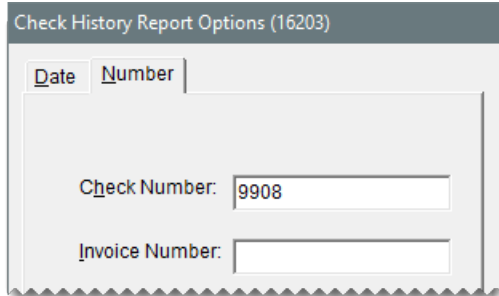 Check History Report Options (16203)
Date Number
Check Number: 9908
Invoice Number: